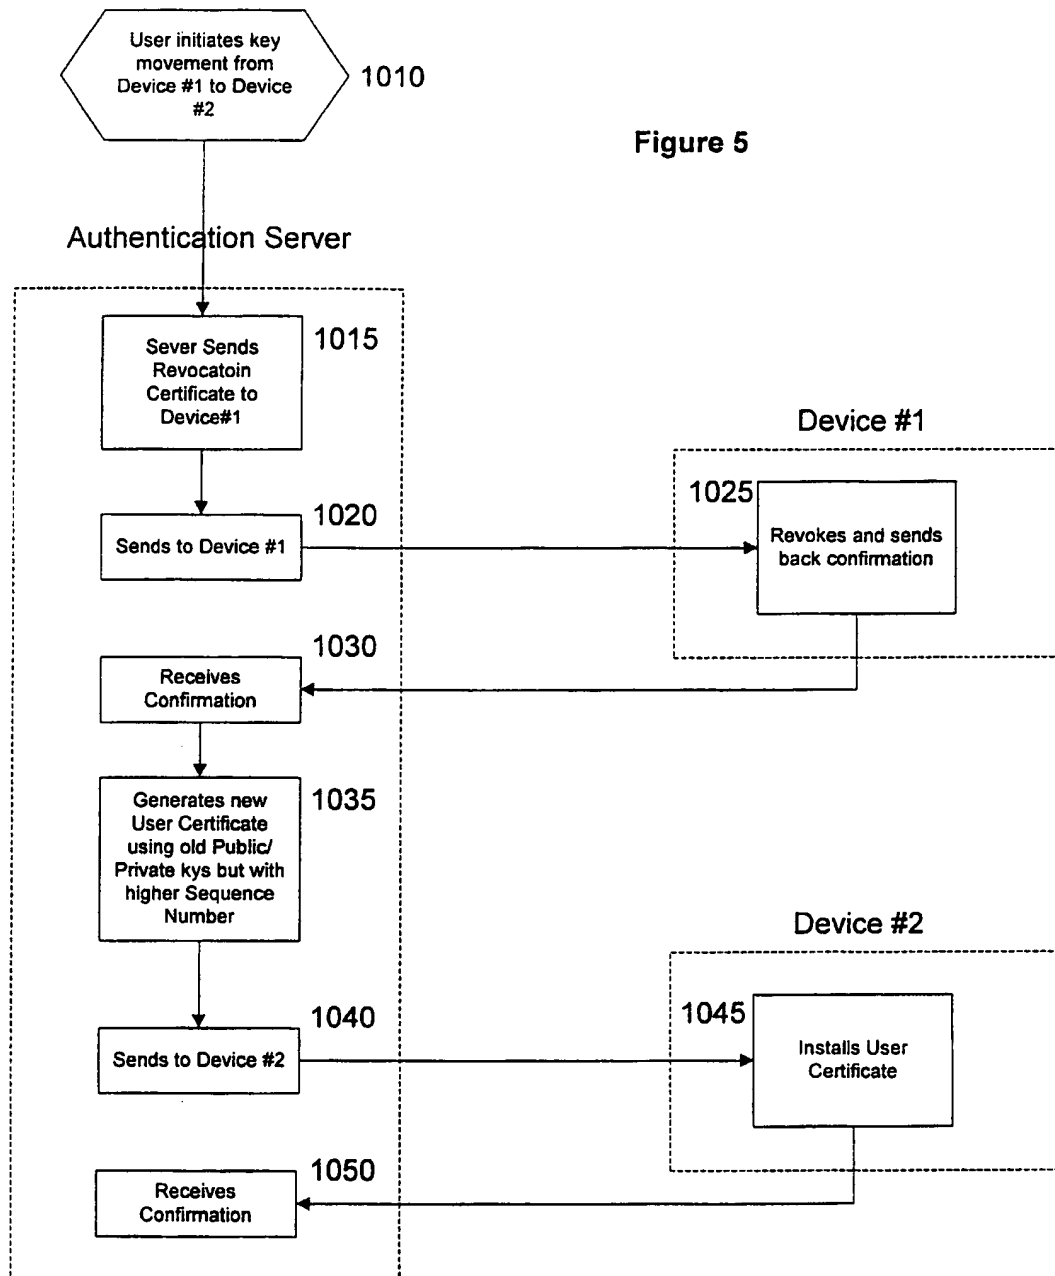 User initiates key
movement from
Device #1 to Device
#2
1010
Figure 5
Authentication Server
Sever Sends
Revocatoin
Certificate to
Device#1
1015
Device #1
Sends to Device #1
1020
1025
Revokes and sends
back confirmation
1030
Receives
Confirmation
Generates new
User Certificate
using old Public/
Private kys but with
higher Sequence
Number
1035
Device #2
Sends to Device #2
1040
1045
Installs User
Certificate
1050
Receives
Confirmation